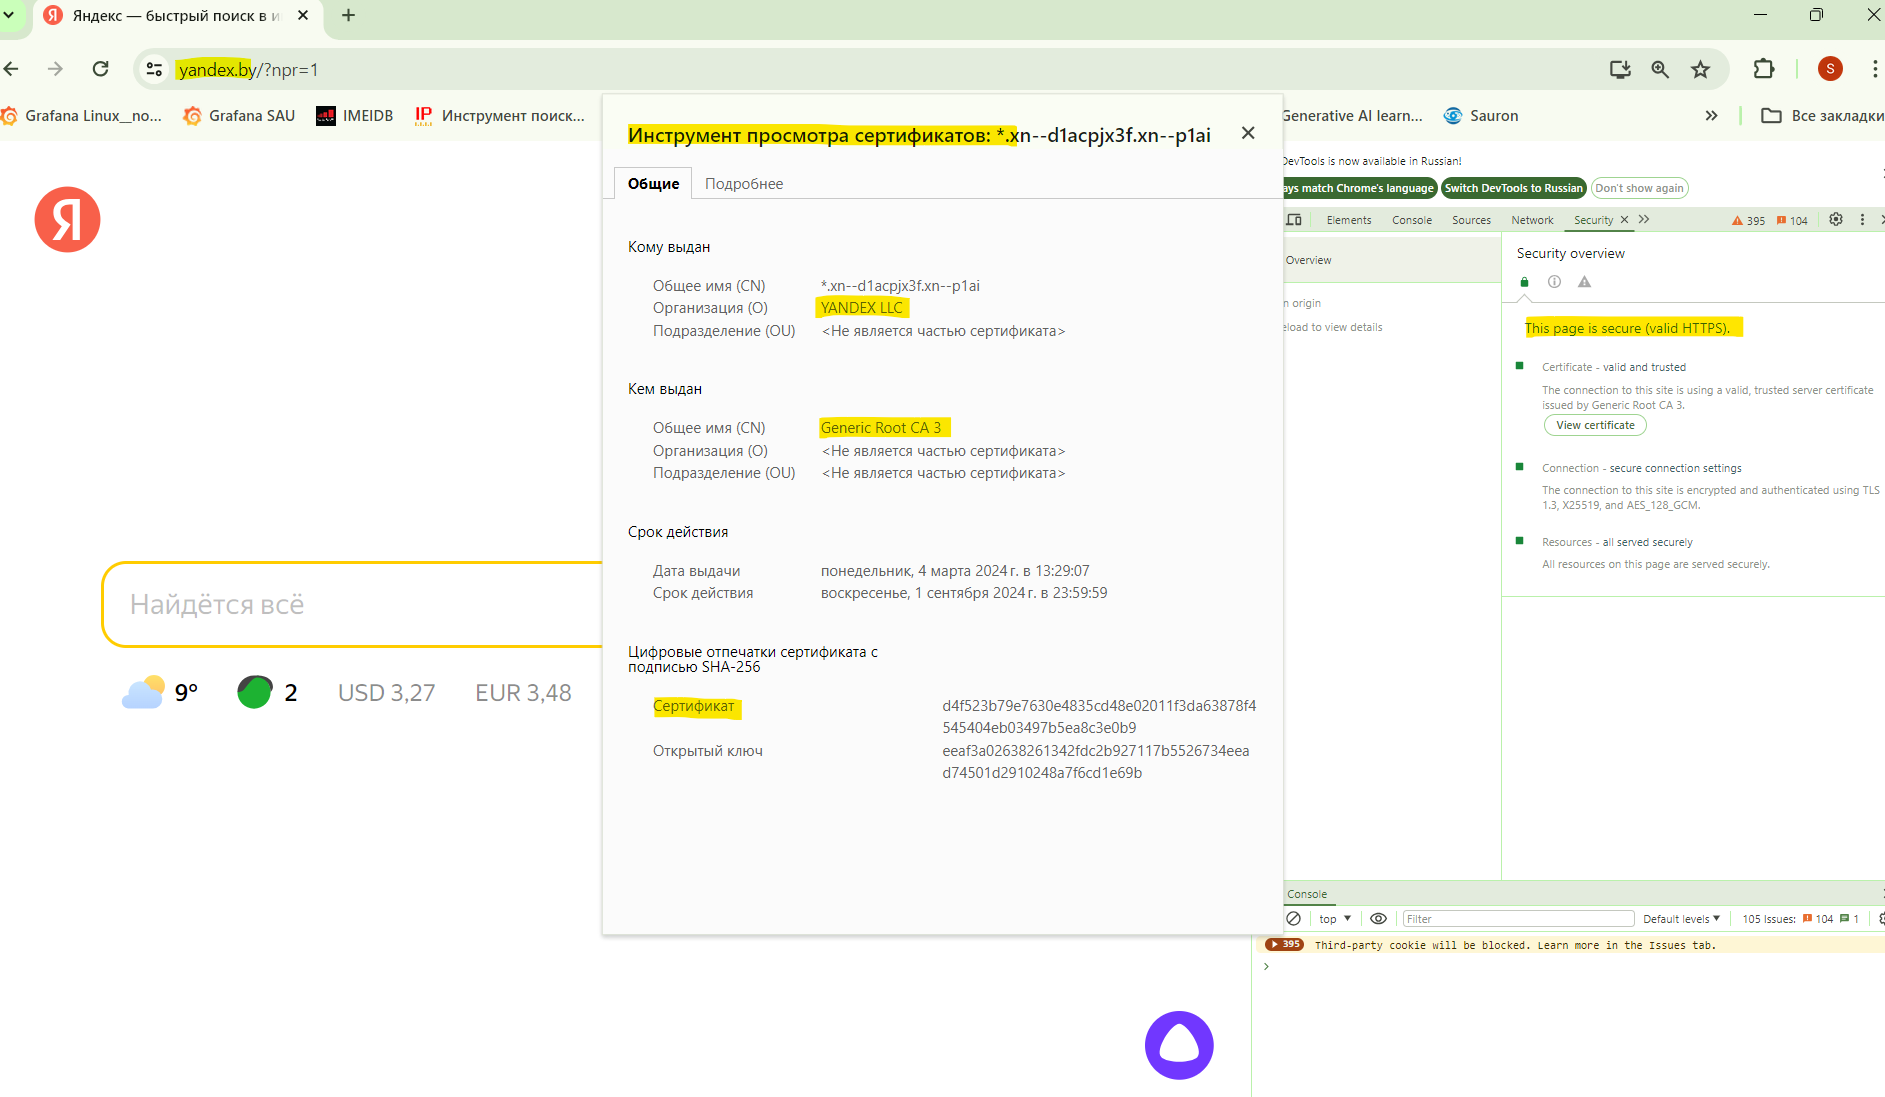 Яндекс — быстрый поиск в и
yandex.by/?npr=1
S
Grafana Linux__no...
Grafana SAU
IMEIDB
IP
Инструмент поиск...
Generative AI learn...
Sauron
Все закладки
Я
Найдётся всё
9°
2
USD 3,27
EUR 3,48
Инструмент просмотра сертификатов: *.xn--d1acpjx3f.xn--p1ai
Общие
Подробнее
Кому выдан
Общее имя (CN) *.xn--d1acpjx3f.xn--p1ai
Организация (O) YANDEX LLC
Подразделение (OU) <Не является частью сертификата>
Кем выдан
Общее имя (CN) Generic Root CA 3
Организация (O) <Не является частью сертификата>
Подразделение (OU) <Не является частью сертификата>
Срок действия
Дата выдачи понедельник, 4 марта 2024 г. в 13:29:07
Срок действия воскресенье, 1 сентября 2024 г. в 23:59:59
Цифровые отпечатки сертификата с
подписью SHA-256
Сертификат d4f523b79e7630e4835cd48e02011f3da63878f4
545404eb03497b5ea8c3e0b9
Открытый ключ eeaf3a02638261342fdc2b927117b5526734eea
d74501d2910248a7f6cd1e69b
DevTools is now available in Russian!
ays match Chrome's language
Switch DevTools to Russian
Don't show again
Elements
Console
Sources
Network
Security
395
104
Overview
n origin
eload to view details
Security overview
This page is secure (valid HTTPS).
Certificate - valid and trusted
The connection to this site is using a valid, trusted server certificate
issued by Generic Root CA 3.
View certificate
Connection - secure connection settings
The connection to this site is encrypted and authenticated using TLS
1.3, X25519, and AES_128_GCM.
Resources - all served securely
All resources on this page are served securely.
Console
top
Filter
Default levels
105 Issues: 104 1
395 Third-party cookie will be blocked. Learn more in the Issues tab.